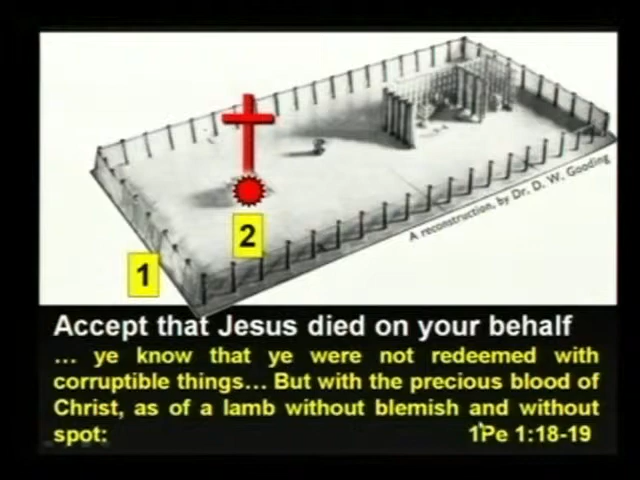 2
1
A reconstruction, by Dr. D. W. Gooding
Accept that Jesus died on your behalf
… ye know that ye were not redeemed with
corruptible things… But with the precious blood of
Christ, as of a lamb without blemish and without
spot: 1Pe 1:18-19